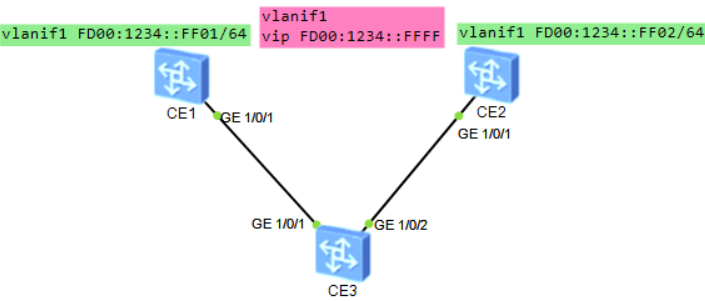 vlanif1 FD00:1234::FF01/64
vlanif1
vip FD00:1234::FFFF
vlanif1 FD00:1234::FF02/64
CE1
CE2
GE 1/0/1
GE 1/0/1
GE 1/0/1
GE 1/0/2
CE3